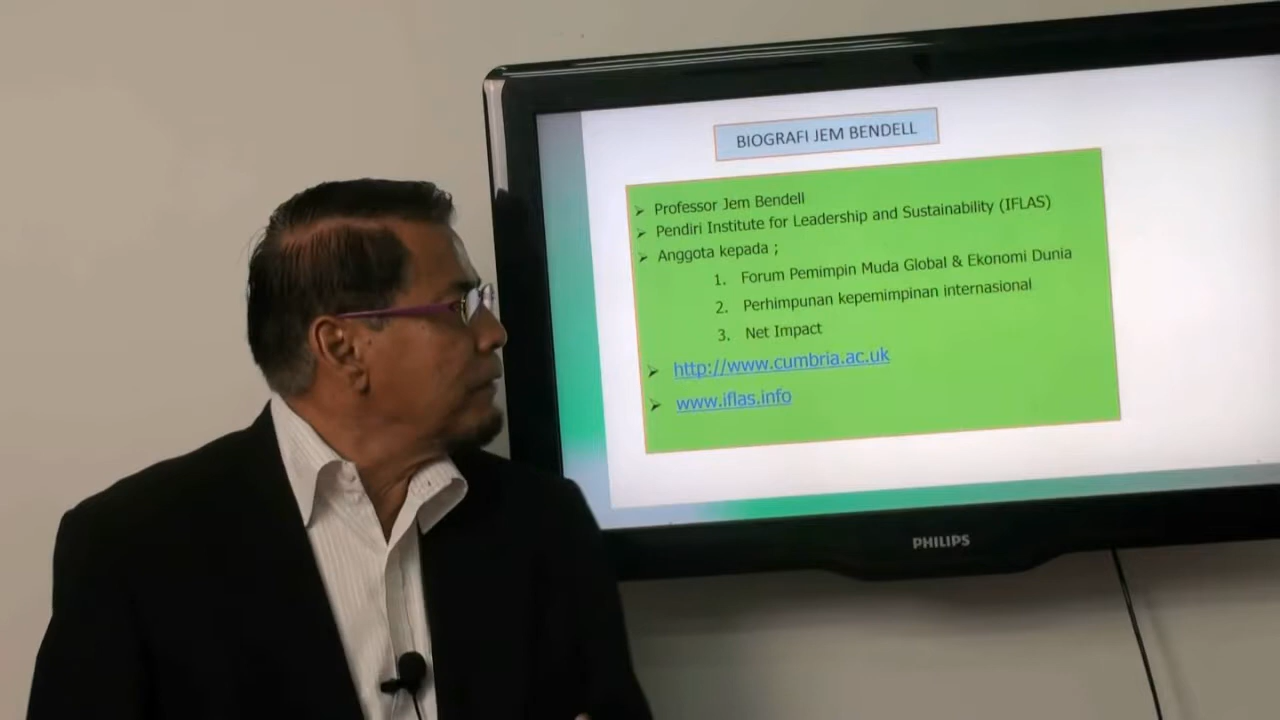 BIOGRAFI JEM BENDELL
Professor Jem Bendell
Pendiri Institute for Leadership and Sustainability (IFLAS)
Anggota kepada ;
1. Forum Pemimpin Muda Global & Ekonomi Dunia
2. Perhimpunan kepemimpinan internasional
3. Net Impact
http://www.cumbria.ac.uk
www.iflas.info
PHILIPS